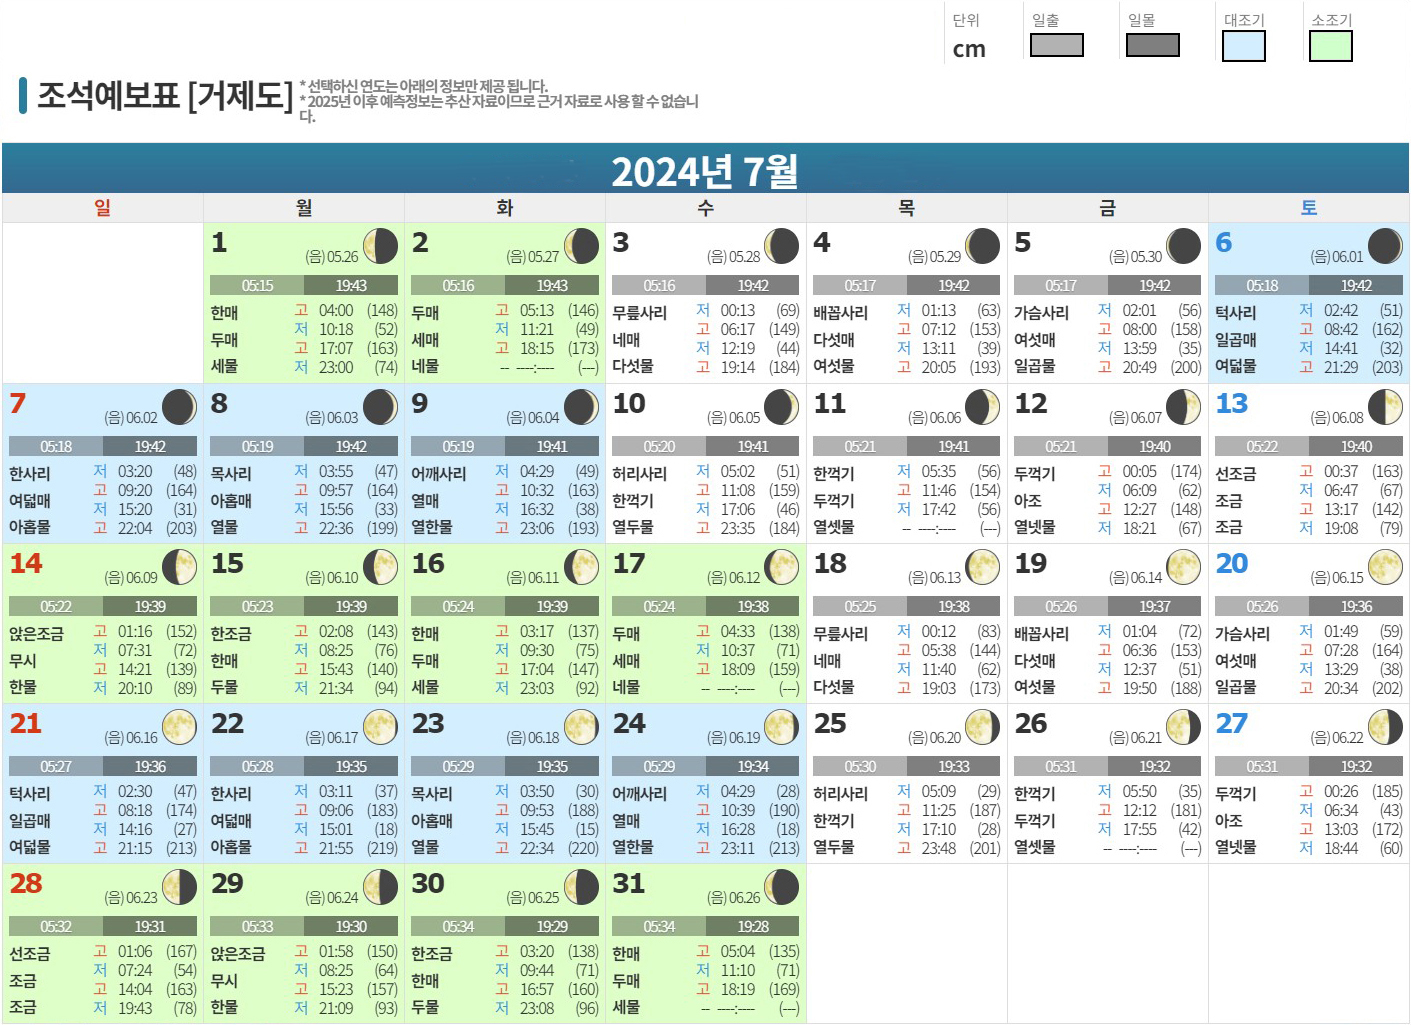 단위 일출 일몰 대조기 소조기
cm
조석예보표 [거제도]
* 선택하신 연도는 아래의 정보만 제공 됩니다.
* 2025년 이후 예측정보는 추산 자료이므로 근거 자료로 사용 할 수 없습니
다.
2024년 7월
일 월 화 수 목 금 토
1 (음) 05.26
05:15 19:43
한매 고 04:00 (148)
저 10:18 (52)
두매 고 17:07 (163)
세물 저 23:00 (74)
2 (음) 05.27
05:16 19:43
두매 고 05:13 (146)
저 11:21 (49)
세매 고 18:15 (173)
네물 -- ----:---- (---)
3 (음) 05.28
05:16 19:42
무릎사리 저 00:13 (69)
고 06:17 (149)
네매 저 12:19 (44)
다섯물 고 19:14 (184)
4 (음) 05.29
05:17 19:42
배꼽사리 저 01:13 (63)
고 07:12 (153)
다섯매 저 13:11 (39)
여섯물 고 20:05 (193)
5 (음) 05.30
05:17 19:42
가슴사리 저 02:01 (56)
고 08:00 (158)
여섯매 저 13:59 (35)
일곱물 고 20:49 (200)
6 (음) 06.01
05:18 19:42
턱사리 저 02:42 (51)
고 08:42 (162)
일곱매 저 14:41 (32)
여덟물 고 21:29 (203)
7 (음) 06.02
05:18 19:42
한사리 저 03:20 (48)
고 09:20 (164)
여덟매 저 15:20 (31)
아홉물 고 22:04 (203)
8 (음) 06.03
05:19 19:42
목사리 저 03:55 (47)
고 09:57 (164)
아홉매 저 15:56 (33)
열물 고 22:36 (199)
9 (음) 06.04
05:19 19:41
어깨사리 저 04:29 (49)
고 10:32 (163)
열매 저 16:32 (38)
열한물 고 23:06 (193)
10 (음) 06.05
05:20 19:41
허리사리 저 05:02 (51)
고 11:08 (159)
한꺽기 저 17:06 (46)
열두물 고 23:35 (184)
11 (음) 06.06
05:21 19:41
한꺽기 저 05:35 (56)
고 11:46 (154)
두꺽기 저 17:42 (56)
열셋물 -- ----:---- (---)
12 (음) 06.07
05:21 19:40
두꺽기 고 00:05 (174)
저 06:09 (62)
아조 고 12:27 (148)
열넷물 저 18:21 (67)
13 (음) 06.08
05:22 19:40
선조금 고 00:37 (163)
저 06:47 (67)
조금 고 13:17 (142)
조금 저 19:08 (79)
14 (음) 06.09
05:22 19:39
앉은조금 고 01:16 (152)
저 07:31 (72)
무시 고 14:21 (139)
한물 저 20:10 (89)
15 (음) 06.10
05:23 19:39
한조금 고 02:08 (143)
저 08:25 (76)
한매 고 15:43 (140)
두물 저 21:34 (94)
16 (음) 06.11
05:24 19:39
한매 고 03:17 (137)
저 09:30 (75)
두매 고 17:04 (147)
세물 저 23:03 (92)
17 (음) 06.12
05:24 19:38
두매 고 04:33 (138)
저 10:37 (71)
세매 고 18:09 (159)
네물 -- ----:---- (---)
18 (음) 06.13
05:25 19:38
무릎사리 저 00:12 (83)
고 05:38 (144)
네매 저 11:40 (62)
다섯물 고 19:03 (173)
19 (음) 06.14
05:26 19:37
배꼽사리 저 01:04 (72)
고 06:36 (153)
다섯매 저 12:37 (51)
여섯물 고 19:50 (188)
20 (음) 06.15
05:26 19:36
가슴사리 저 01:49 (59)
고 07:28 (164)
여섯매 저 13:29 (38)
일곱물 고 20:34 (202)
21 (음) 06.16
05:27 19:36
턱사리 저 02:30 (47)
고 08:18 (174)
일곱매 저 14:16 (27)
여덟물 고 21:15 (213)
22 (음) 06.17
05:28 19:35
한사리 저 03:11 (37)
고 09:06 (183)
여덟매 저 15:01 (18)
아홉물 고 21:55 (219)
23 (음) 06.18
05:29 19:35
목사리 저 03:50 (30)
고 09:53 (188)
아홉매 저 15:45 (15)
열물 고 22:34 (220)
24 (음) 06.19
05:29 19:34
어깨사리 저 04:29 (28)
고 10:39 (190)
열매 저 16:28 (18)
열한물 고 23:11 (213)
25 (음) 06.20
05:30 19:33
허리사리 저 05:09 (29)
고 11:25 (187)
한꺽기 저 17:10 (28)
열두물 고 23:48 (201)
26 (음) 06.21
05:31 19:32
한꺽기 저 05:50 (35)
고 12:12 (181)
두꺽기 저 17:55 (42)
열셋물 -- ----:---- (---)
27 (음) 06.22
05:31 19:32
두꺽기 고 00:26 (185)
저 06:34 (43)
아조 고 13:03 (172)
열넷물 저 18:44 (60)
28 (음) 06.23
05:32 19:31
선조금 고 01:06 (167)
저 07:24 (54)
조금 고 14:04 (163)
조금 저 19:43 (78)
29 (음) 06.24
05:33 19:30
앉은조금 고 01:58 (150)
저 08:25 (64)
무시 고 15:23 (157)
한물 저 21:09 (93)
30 (음) 06.25
05:34 19:29
한조금 고 03:20 (138)
저 09:44 (71)
한매 고 16:57 (160)
두물 저 23:08 (96)
31 (음) 06.26
05:34 19:28
한매 고 05:04 (135)
저 11:10 (71)
두매 고 18:19 (169)
세물 -- ----:---- (---)